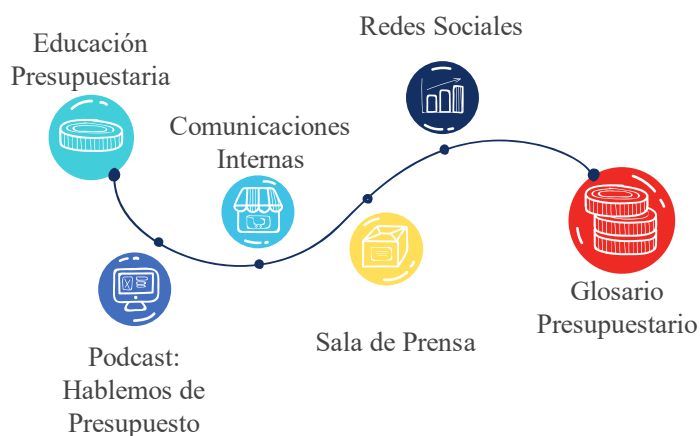 Educación
Presupuestaria
Podcast:
Hablemos de
Presupuesto
Comunicaciones
Internas
Sala de Prensa
Redes Sociales
Glosario
Presupuestario